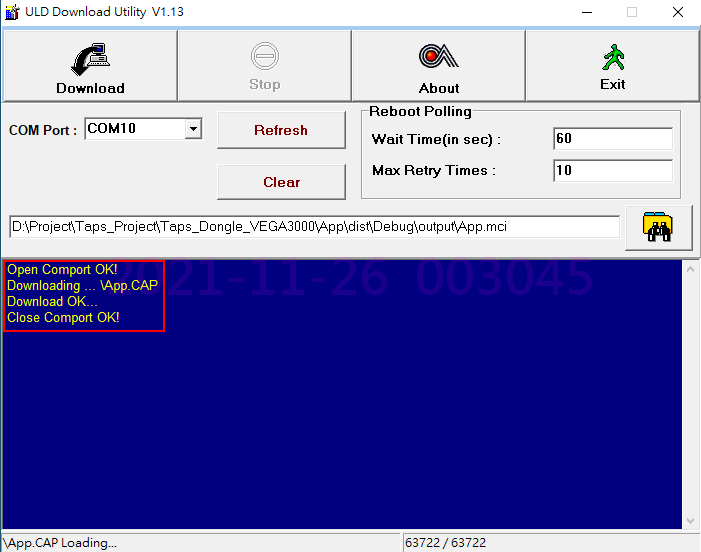 ULD Download Utility V1.13
Download
Stop
About
Exit
COM Port :
COM10
Refresh
Clear
Reboot Polling
Wait Time(in sec) :
60
Max Retry Times :
10
D:\Project\Taps_Project\Taps_Dongle_VEGA3000\App\dist\Debug\output\App.mci
2021-11-26 003045
Open Comport OK!
Downloading ... \App.CAP
Download OK...
Close Comport OK!
\App.CAP Loading...
63722 / 63722